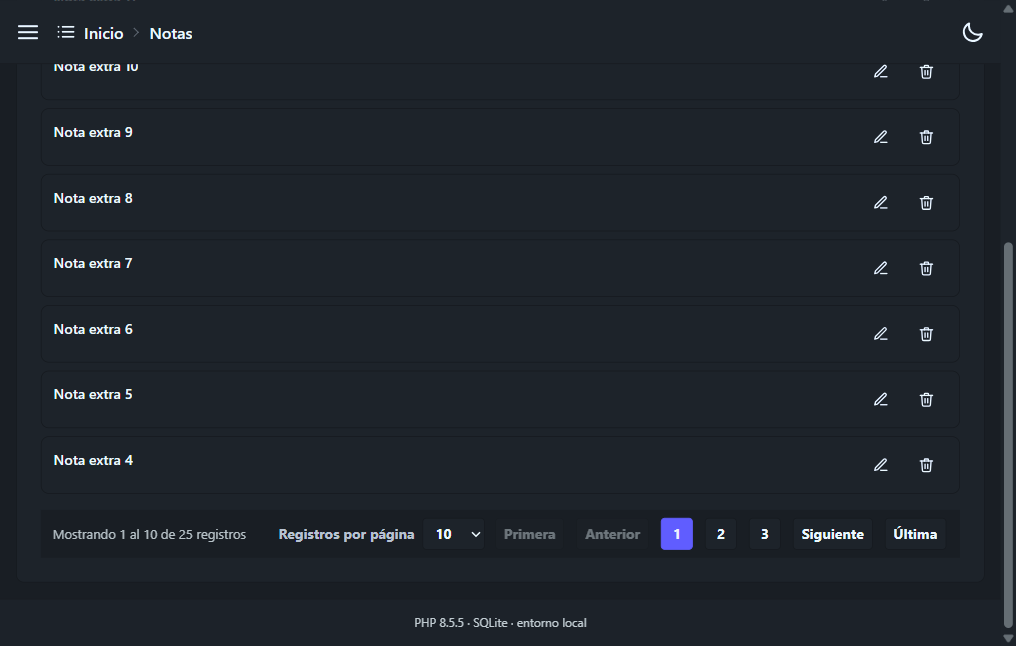 Inicio > Notas
Nota extra 10
Nota extra 9
Nota extra 8
Nota extra 7
Nota extra 6
Nota extra 5
Nota extra 4
Mostrando 1 al 10 de 25 registros Registros por página 10 Primera Anterior 1 2 3 Siguiente Última
PHP 8.5.5 · SQLite · entorno local